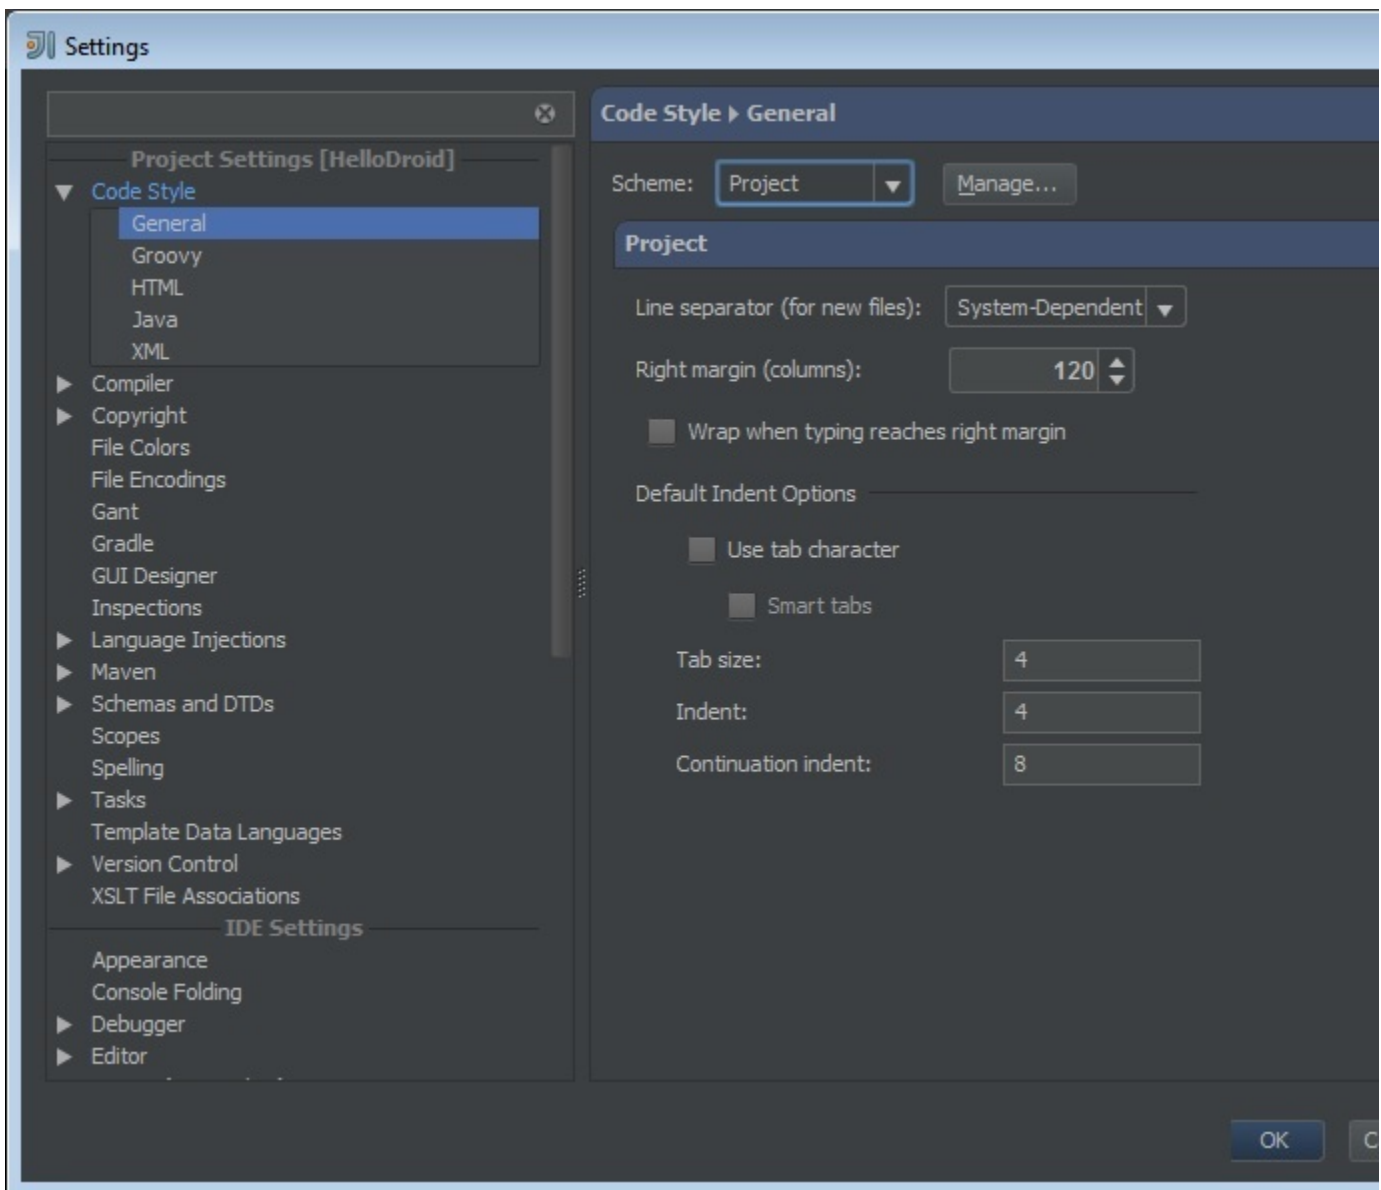 Settings
Project Settings [HelloDroid]
Code Style
General
Groovy
HTML
Java
XML
Compiler
Copyright
File Colors
File Encodings
Gant
Gradle
GUI Designer
Inspections
Language Injections
Maven
Schemas and DTDs
Scopes
Spelling
Tasks
Template Data Languages
Version Control
XSLT File Associations
IDE Settings
Appearance
Console Folding
Debugger
Editor
Code Style General
Scheme: Project Manage...
Project
Line separator (for new files): System-Dependent
Right margin (columns): 120
Wrap when typing reaches right margin
Default Indent Options
Use tab character
Smart tabs
Tab size: 4
Indent: 4
Continuation indent: 8
OK C